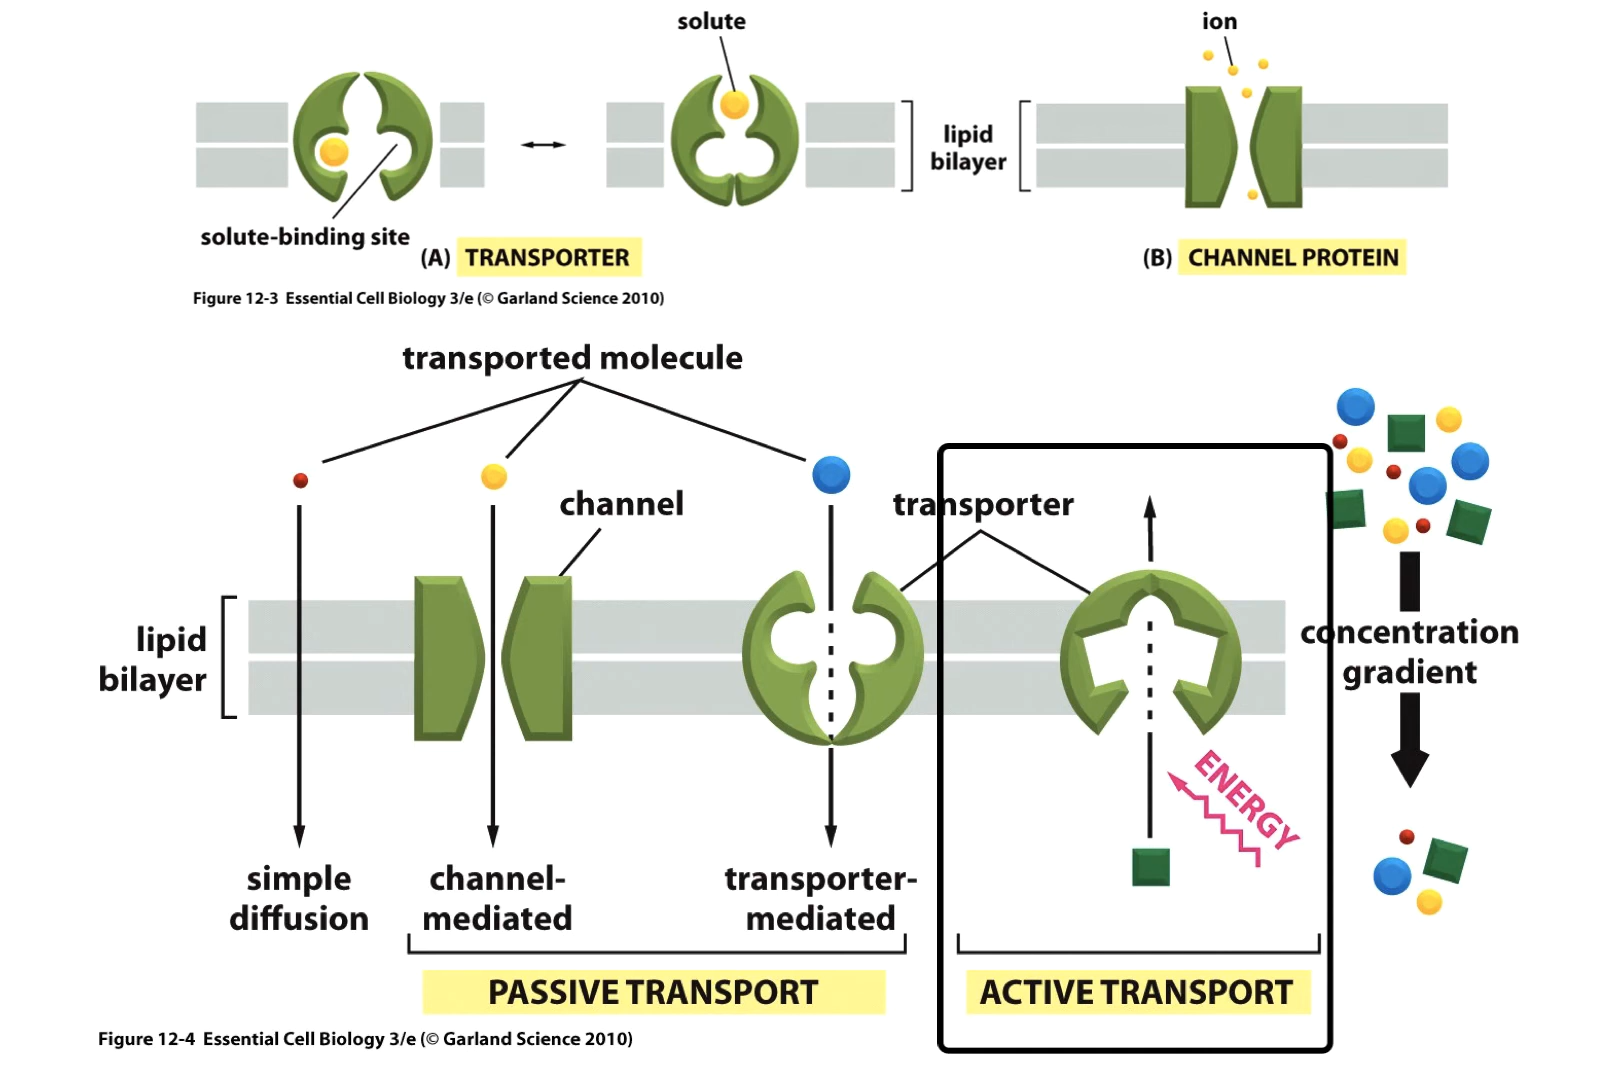 solute
ion
lipid
bilayer
solute-binding site
(A) TRANSPORTER
(B) CHANNEL PROTEIN
Figure 12-3 Essential Cell Biology 3/e (© Garland Science 2010)
transported molecule
channel
transporter
lipid
bilayer
concentration
gradient
ENERGY
simple
diffusion
channel-
mediated
transporter-
mediated
PASSIVE TRANSPORT
ACTIVE TRANSPORT
Figure 12-4 Essential Cell Biology 3/e (© Garland Science 2010)